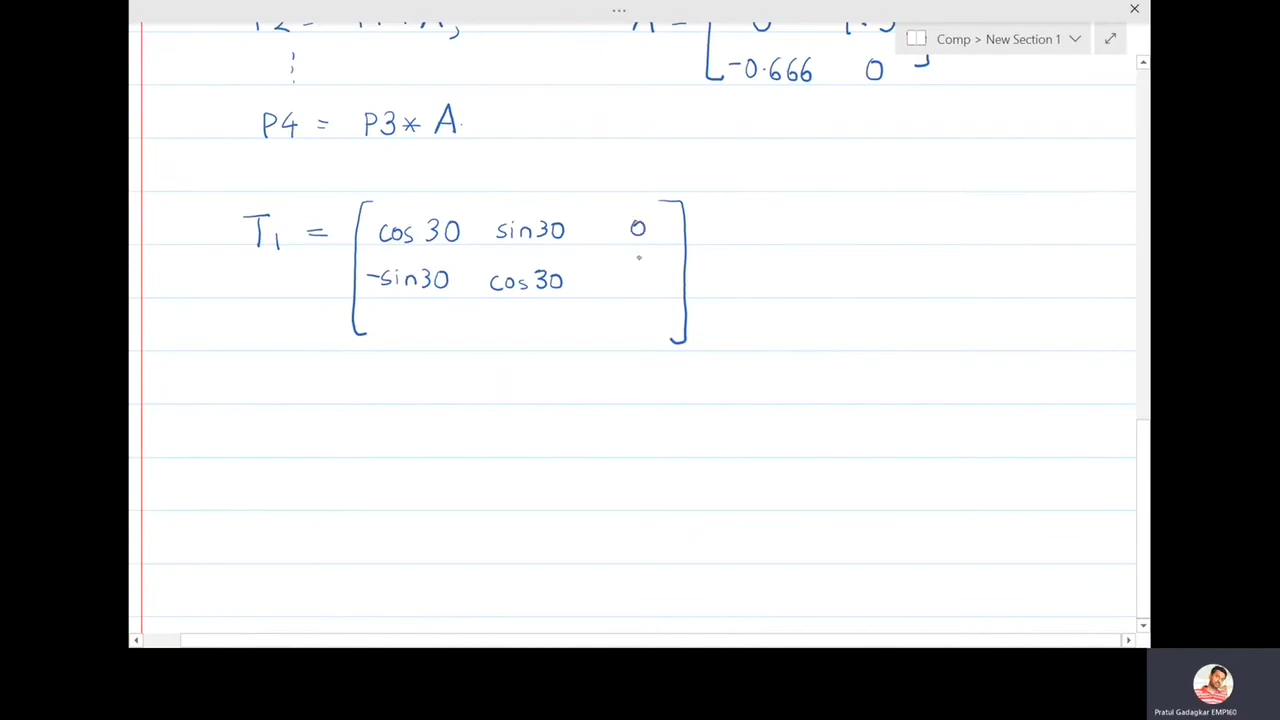 ...
Comp > New Section 1
-0.666 0
P4 = P3* A.
T1 = cos 30 sin30 0
-sin30 cos 30
Pratul Gadagkar EMP160